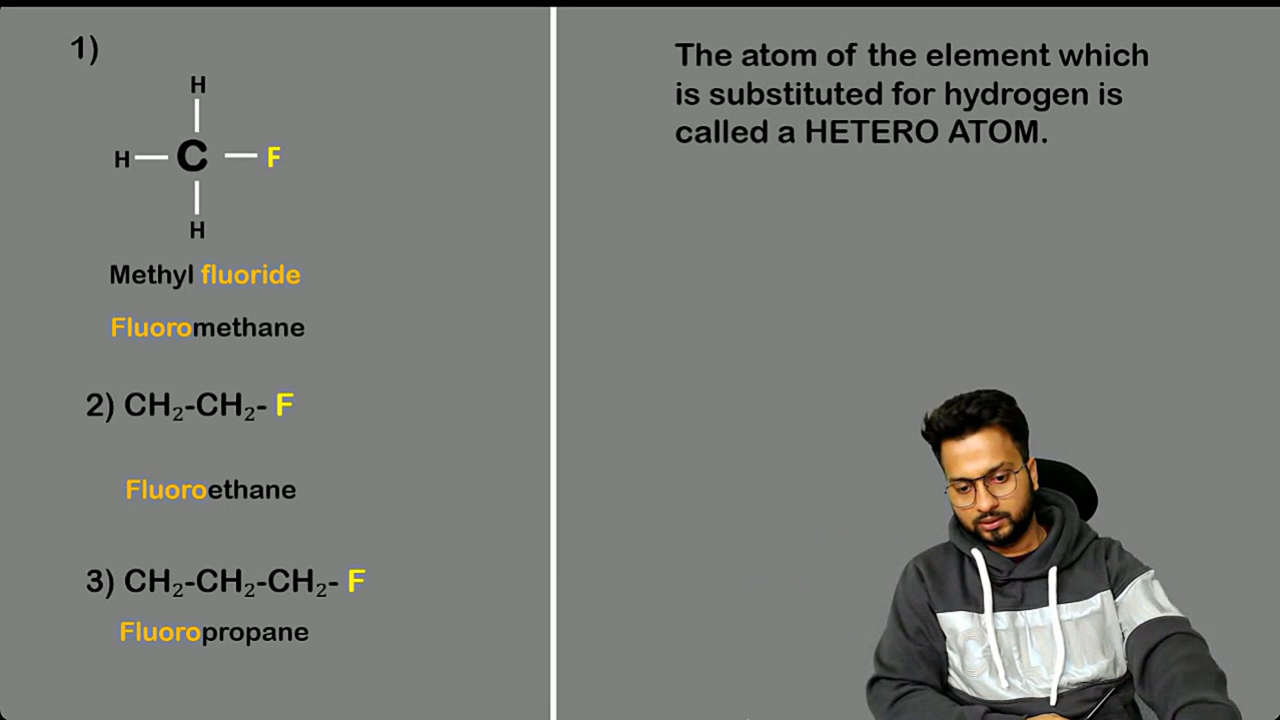 1)
H
H C F
H
Methyl fluoride
Fluoromethane
2) CH₂-CH₂- F
Fluoroethane
3) CH₂-CH₂-CH₂- F
Fluoropropane
The atom of the element which
is substituted for hydrogen is
called a HETERO ATOM.